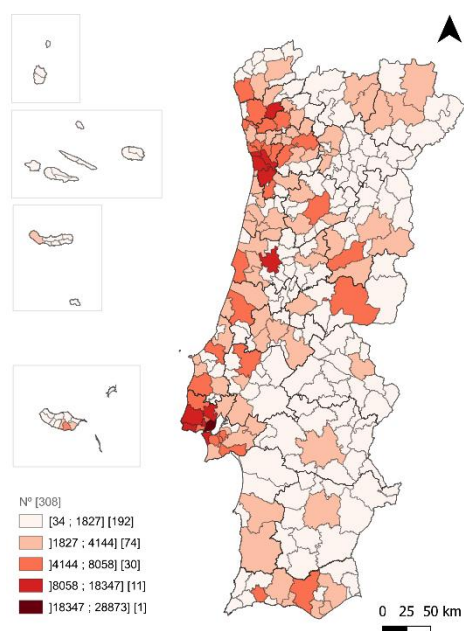 Nº [308]
[34 ; 1827] [192]
]1827 ; 4144] [74]
]4144 ; 8058] [30]
]8058 ; 18347] [11]
]18347 ; 28873] [1]
0 25 50 km